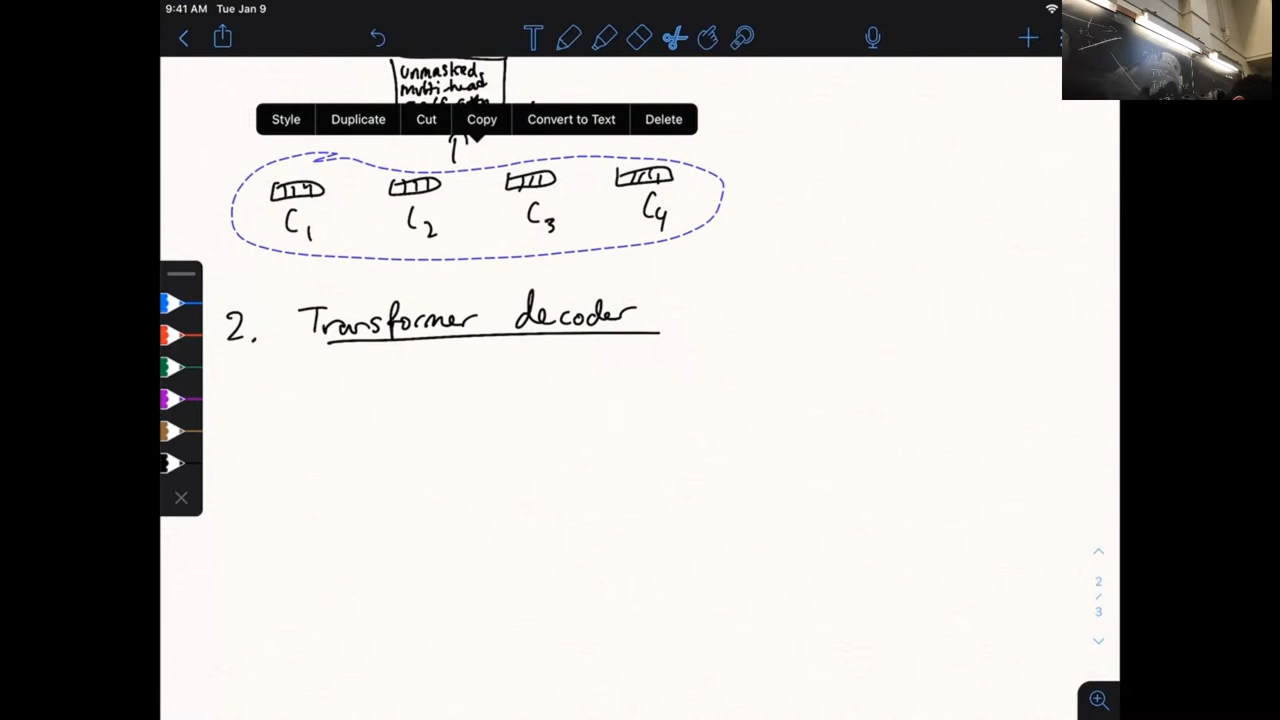 9:41 AM Tue Jan 9
unmasked,
multi-head
Style Duplicate Cut Copy Convert to Text Delete
C1 C2 C3 C4
2. Transformer decoder
2
/
3